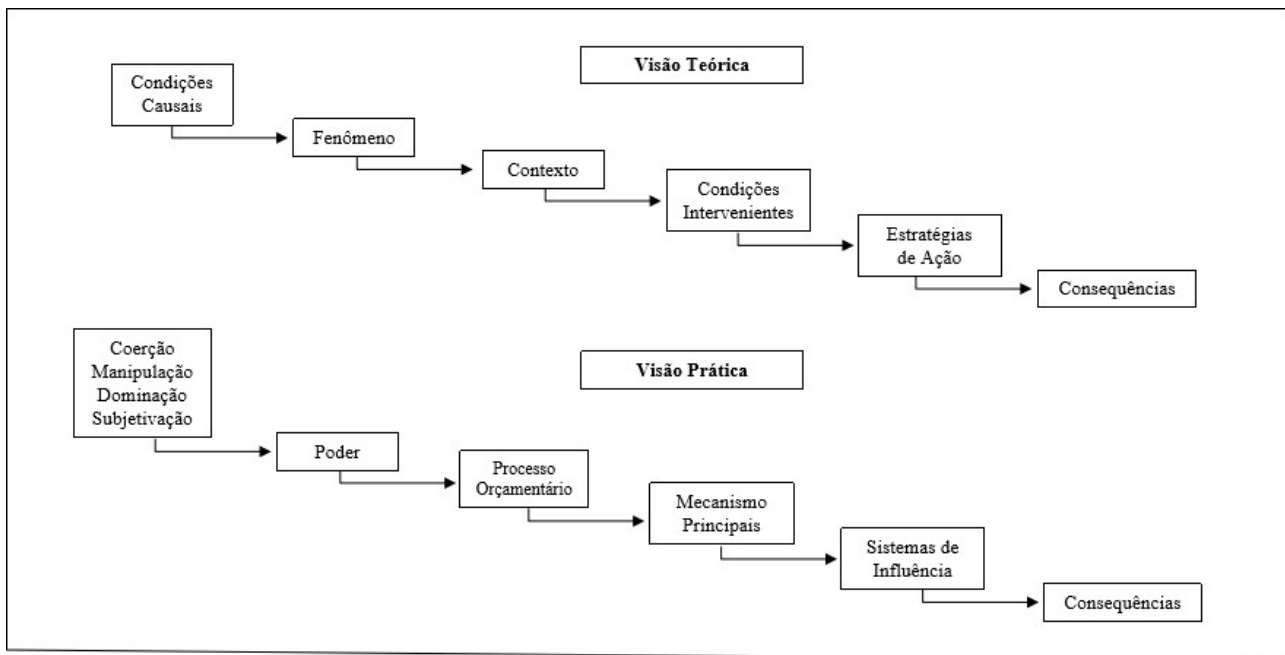 Visão Teórica
Condições
Causais
Fenômeno
Contexto
Condições
Intervenientes
Estratégias
de Ação
Consequências
Visão Prática
Coerção
Manipulação
Dominação
Subjetivação
Poder
Processo
Orçamentário
Mecanismo
Principais
Sistemas de
Influência
Consequências